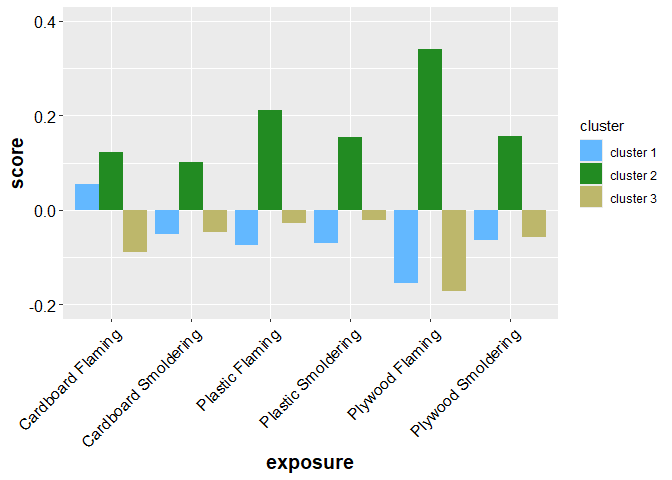 0.4
0.2
0.0
-0.2
score
Cardboard Flaming
Cardboard Smoldering
Plastic Flaming
Plastic Smoldering
Plywood Flaming
Plywood Smoldering
exposure
cluster
cluster 1
cluster 2
cluster 3